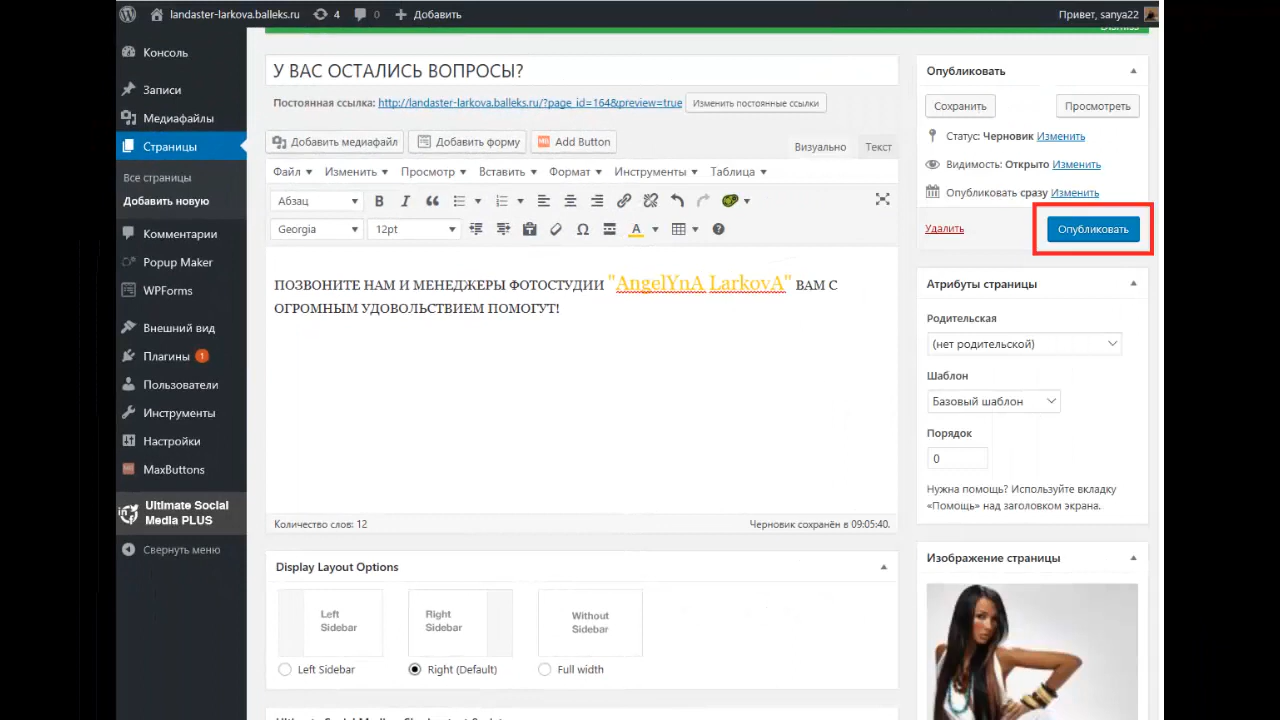 landaster-larkova.balleks.ru 4 0 Добавить Привет, sanya22
Консоль
Записи
Медиафайлы
Страницы
Все страницы
Добавить новую
Комментарии
Popup Maker
WPForms
Внешний вид
Плагины 1
Пользователи
Инструменты
Настройки
MaxButtons
Ultimate Social
Media PLUS
Свернуть меню
У ВАС ОСТАЛИСЬ ВОПРОСЫ?
Постоянная ссылка: http://landaster-larkova.balleks.ru/?page_id=164&preview=true Изменить постоянные ссылки
Добавить медиафайл Добавить форму Add Button
Визуально Текст
Файл Изменить Просмотр Вставить Формат Инструменты Таблица
Абзац
Georgia 12pt
ПОЗВОНИТЕ НАМ И МЕНЕДЖЕРЫ ФОТОСТУДИИ "AngelYnA LarkovA" ВАМ С
ОГРОМНЫМ УДОВОЛЬСТВИЕМ ПОМОГУТ!
Количество слов: 12 Черновик сохранён в 09:05:40.
Display Layout Options
Left
Sidebar
Right
Sidebar
Without
Sidebar
Left Sidebar Right (Default) Full width
Опубликовать
Сохранить Просмотреть
Статус: Черновик Изменить
Видимость: Открыто Изменить
Опубликовать сразу Изменить
Удалить Опубликовать
Атрибуты страницы
Родительская
(нет родительской)
Шаблон
Базовый шаблон
Порядок
0
Нужна помощь? Используйте вкладку
«Помощь» над заголовком экрана.
Изображение страницы